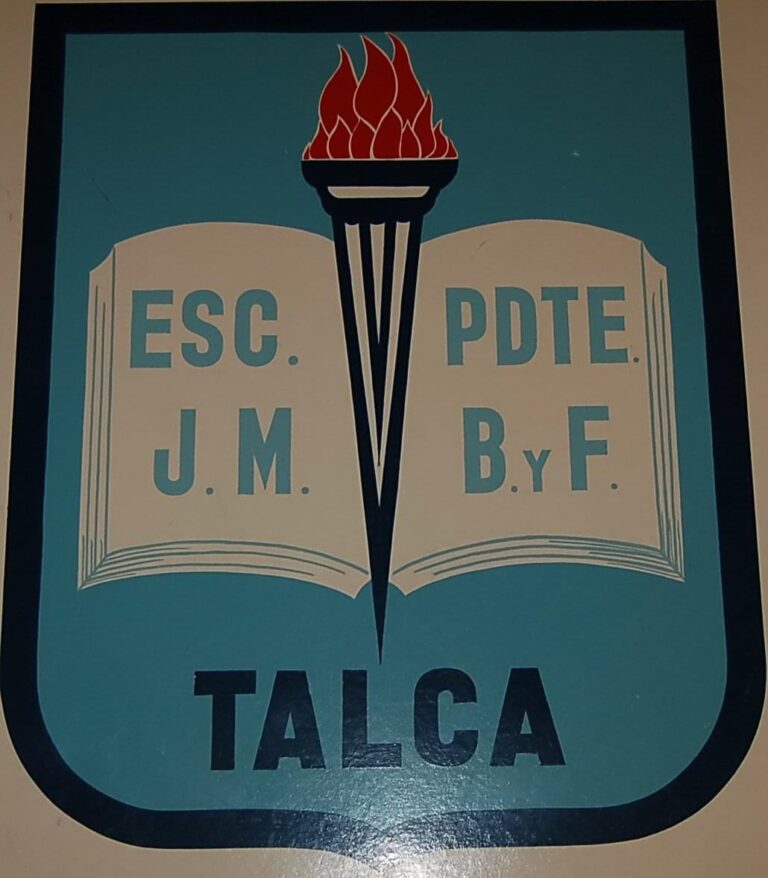 ESC.
J. M.
PDTE.
B. Y F.
TALCA